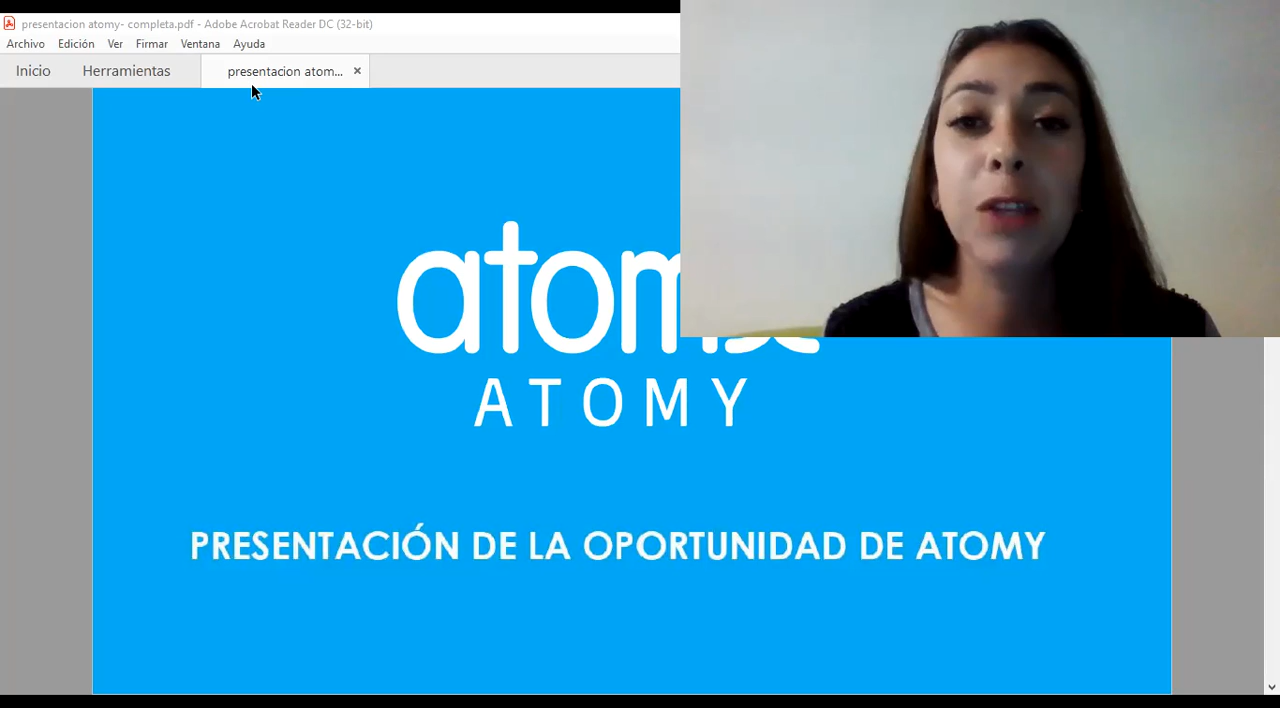 presentacion atomy- completa.pdf - Adobe Acrobat Reader DC (32-bit)
Archivo Edición Ver Firmar Ventana Ayuda
Inicio Herramientas presentacion atom... ×
ATOMY
PRESENTACIÓN DE LA OPORTUNIDAD DE ATOMY